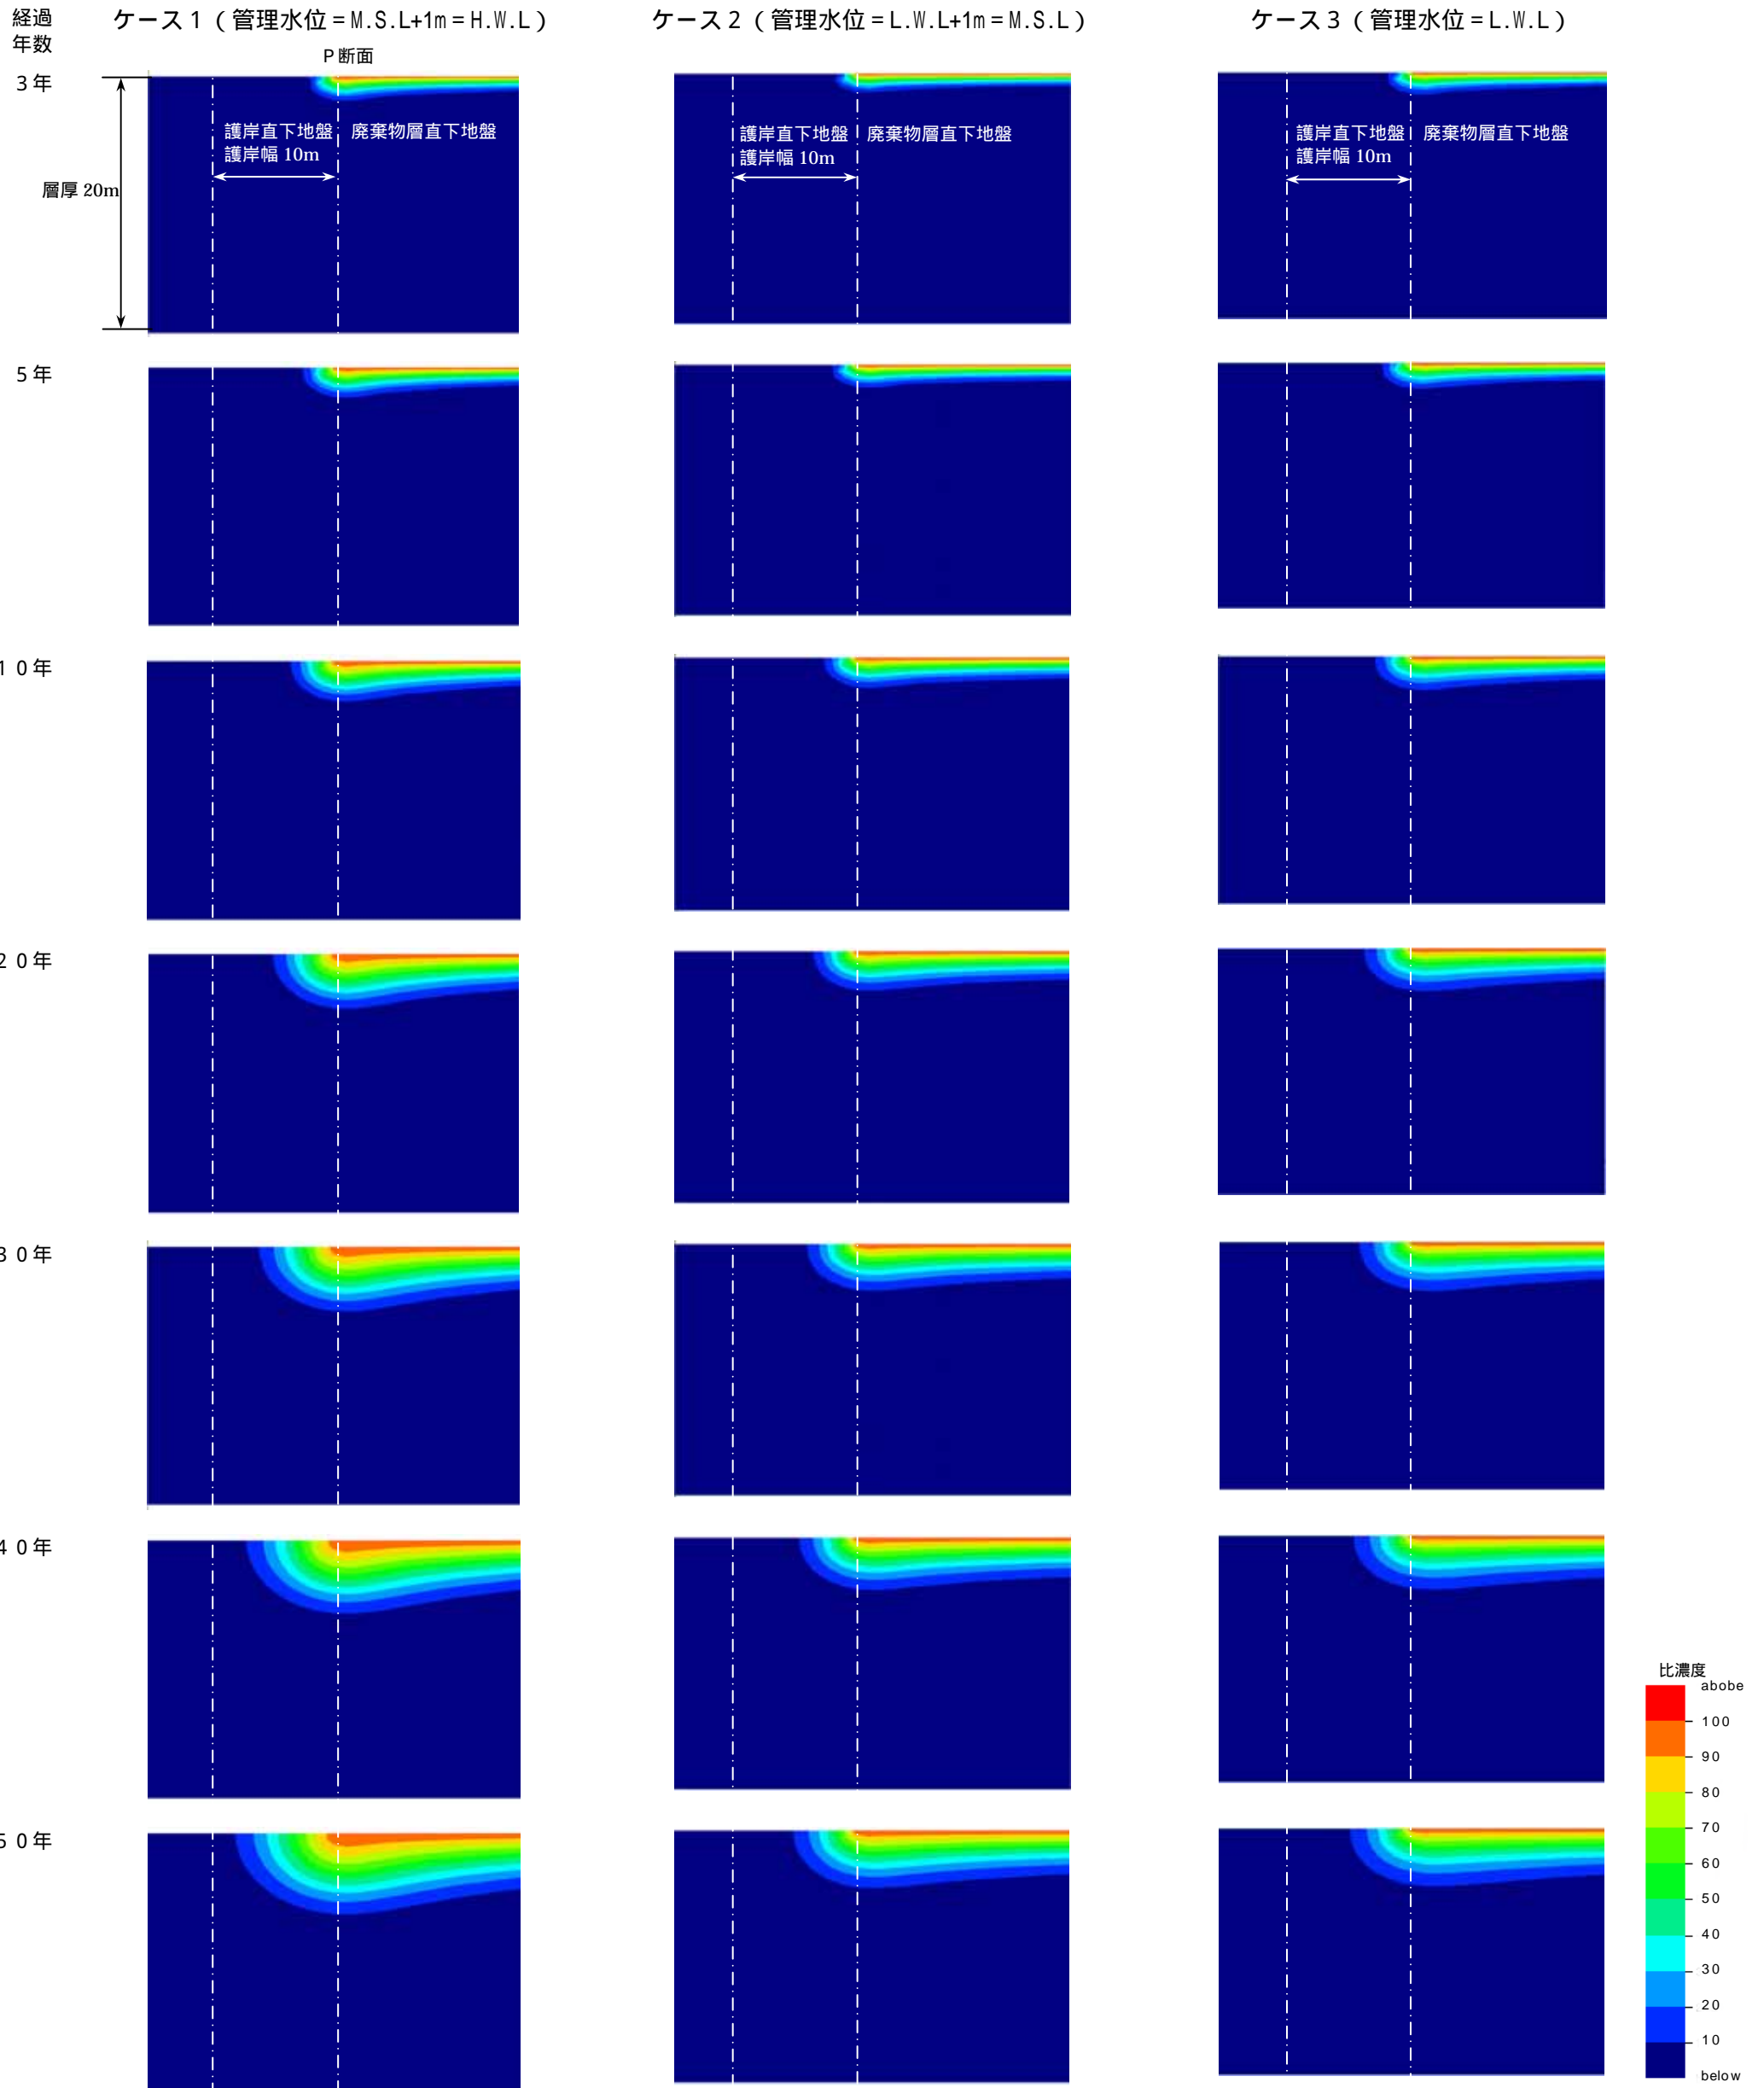 経過
年数
ケース１（管理水位＝M.S.L+1m＝H.W.L）
ケース２（管理水位＝L.W.L+1m＝M.S.L）
ケース３（管理水位＝L.W.L）
P断面
3年
護岸直下地盤
護岸幅 10m
廃棄物層直下地盤
層厚 20m
護岸直下地盤
護岸幅 10m
廃棄物層直下地盤
護岸直下地盤
護岸幅 10m
廃棄物層直下地盤
5年
１０年
２０年
３０年
４０年
５０年
比濃度
abobe
100
90
80
70
60
50
40
30
20
10
below